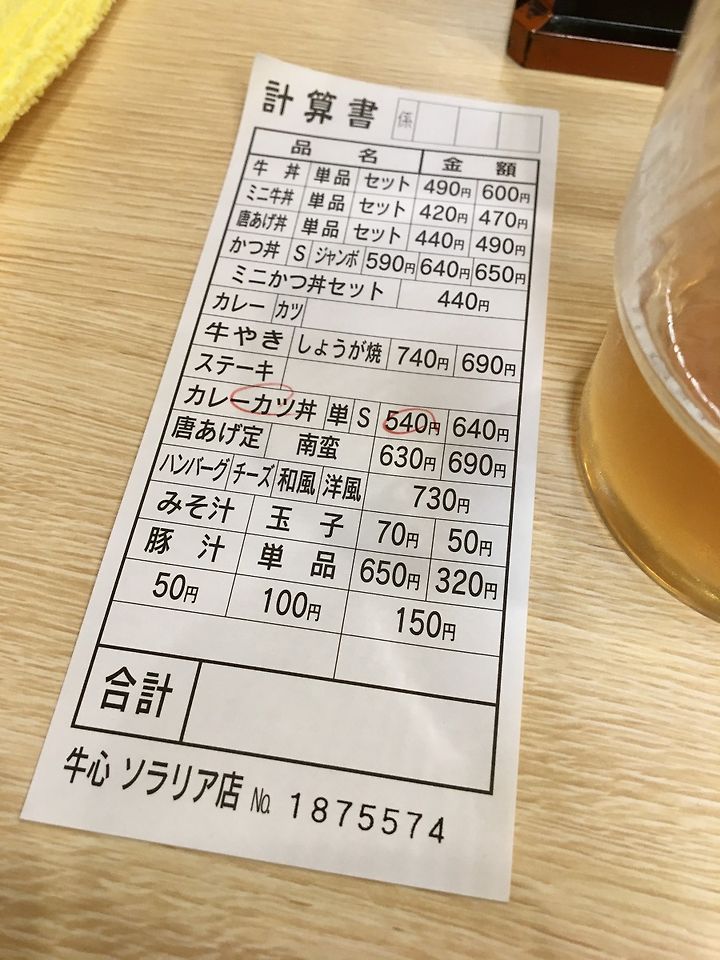 計算書 係
品名 金額
牛丼 単品 セット 490円 600円
ミニ牛丼 単品 セット 420円 470円
唐あげ丼 単品 セット 440円 490円
かつ丼 S ジャンボ 590円 640円 650円
ミニかつ丼セット 440円
カレー カツ
牛やき しょうが焼 740円 690円
ステーキ
カレーカツ丼 単 S 540円 640円
唐あげ定 南蛮 630円 690円
ハンバーグ チーズ 和風 洋風 730円
みそ汁 玉子 70円 50円
豚汁 単品 650円 320円
50円 100円 150円
合計
牛心 ソラリア店 No. 1875574